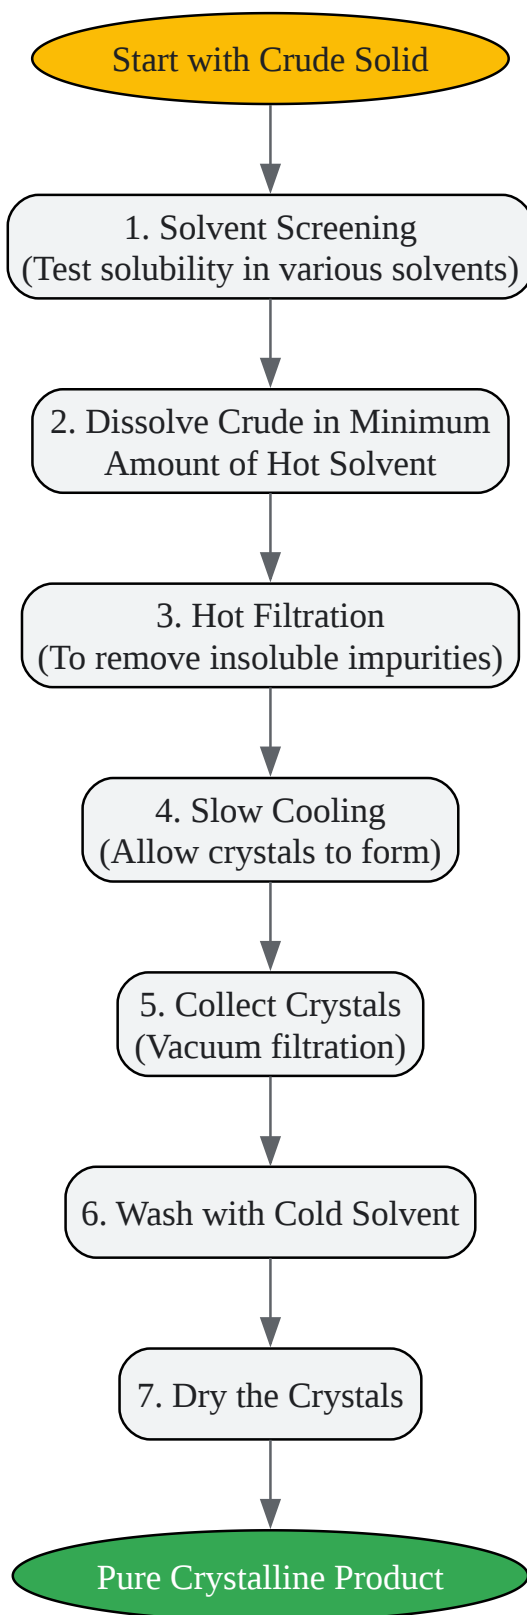 Start with Crude Solid
1. Solvent Screening
(Test solubility in various solvents)
2. Dissolve Crude in Minimum
Amount of Hot Solvent
3. Hot Filtration
(To remove insoluble impurities)
4. Slow Cooling
(Allow crystals to form)
5. Collect Crystals
(Vacuum filtration)
6. Wash with Cold Solvent
7. Dry the Crystals
Pure Crystalline Product